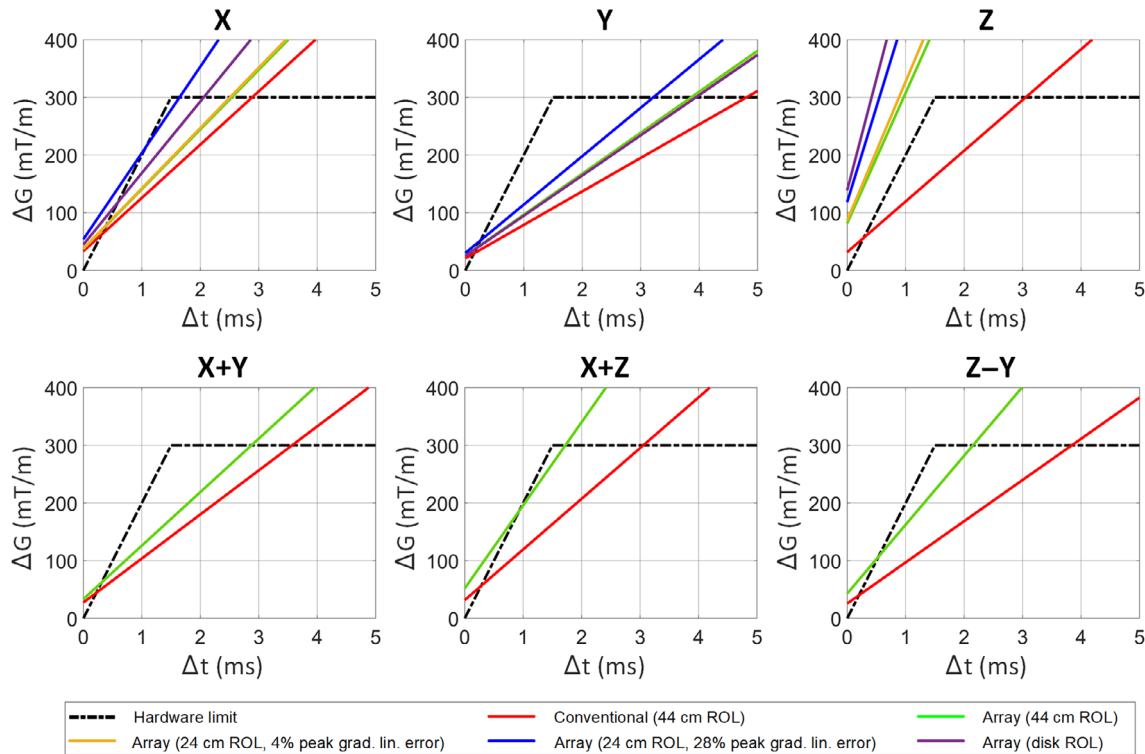 X Y Z
400 400 400
300 300 300
200 200 200
100 100 100
0 0 0
ΔG (mT/m) ΔG (mT/m) ΔG (mT/m)
0 1 2 3 4 5 0 1 2 3 4 5 0 1 2 3 4 5
Δt (ms) Δt (ms) Δt (ms)
X+Y X+Z Z−Y
400 400 400
300 300 300
200 200 200
100 100 100
0 0 0
ΔG (mT/m) ΔG (mT/m) ΔG (mT/m)
0 1 2 3 4 5 0 1 2 3 4 5 0 1 2 3 4 5
Δt (ms) Δt (ms) Δt (ms)
Hardware limit Conventional (44 cm ROL) Array (44 cm ROL)
Array (24 cm ROL, 4% peak grad. lin. error) Array (24 cm ROL, 28% peak grad. lin. error) Array (disk ROL)